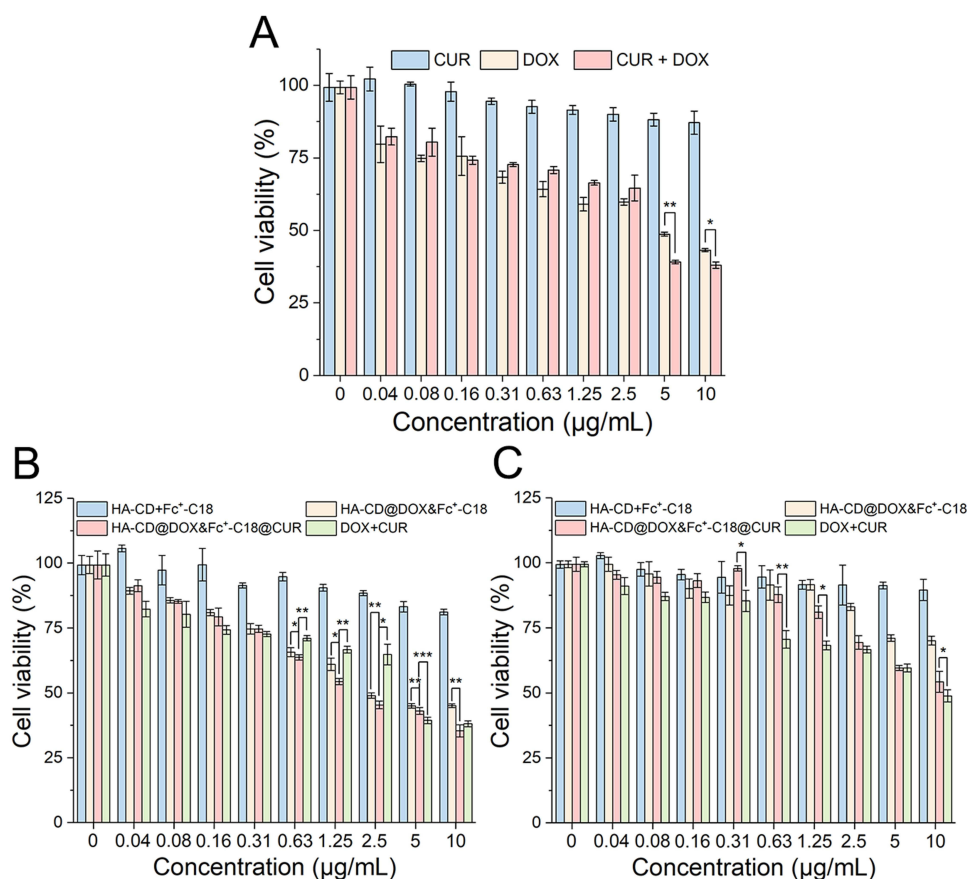 A
CUR DOX CUR + DOX
Cell viability (%)
100
75
50
25
0
** *
0 0.04 0.08 0.16 0.31 0.63 1.25 2.5 5 10
Concentration (µg/mL)
B
HA-CD+Fc⁺-C18 HA-CD@DOX&Fc⁺-C18
HA-CD@DOX&Fc⁺-C18@CUR DOX+CUR
Cell viability (%)
125
100
75
50
25
0
* ** * ** ** * ** *** **
0 0.04 0.08 0.16 0.31 0.63 1.25 2.5 5 10
Concentration (µg/mL)
C
HA-CD+Fc⁺-C18 HA-CD@DOX&Fc⁺-C18
HA-CD@DOX&Fc⁺-C18@CUR DOX+CUR
Cell viability (%)
125
100
75
50
25
0
* ** * *
0 0.04 0.08 0.16 0.31 0.63 1.25 2.5 5 10
Concentration (µg/mL)